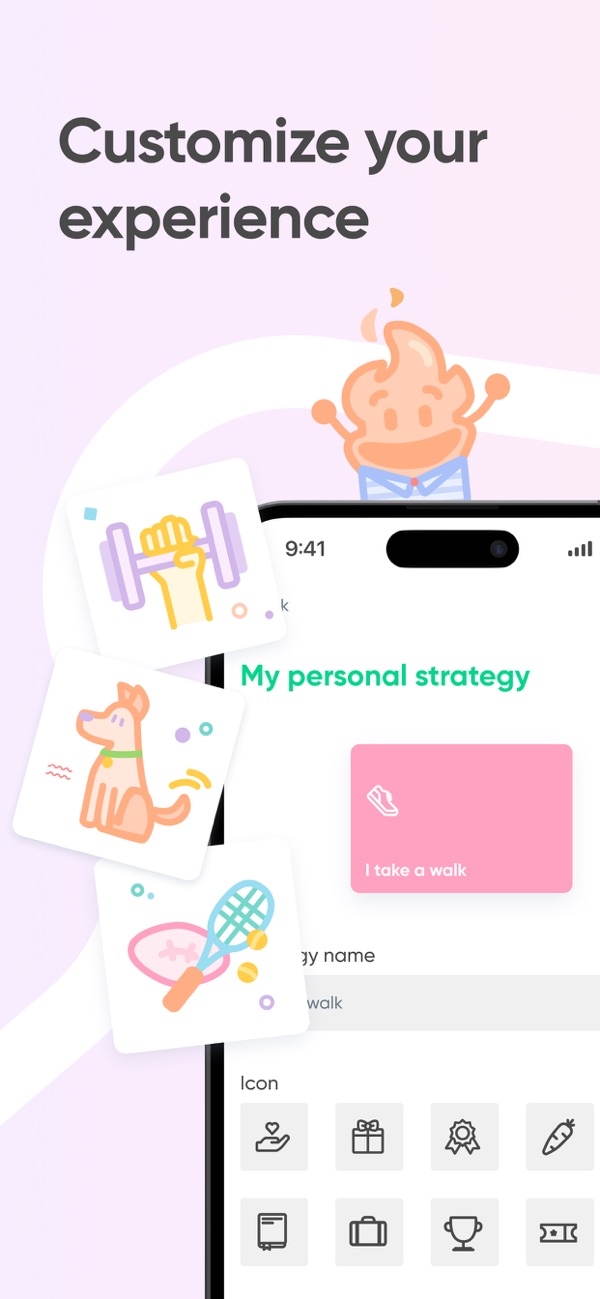 Customize your
experience
9:41
k
My personal strategy
I take a walk
gy name
walk
Icon